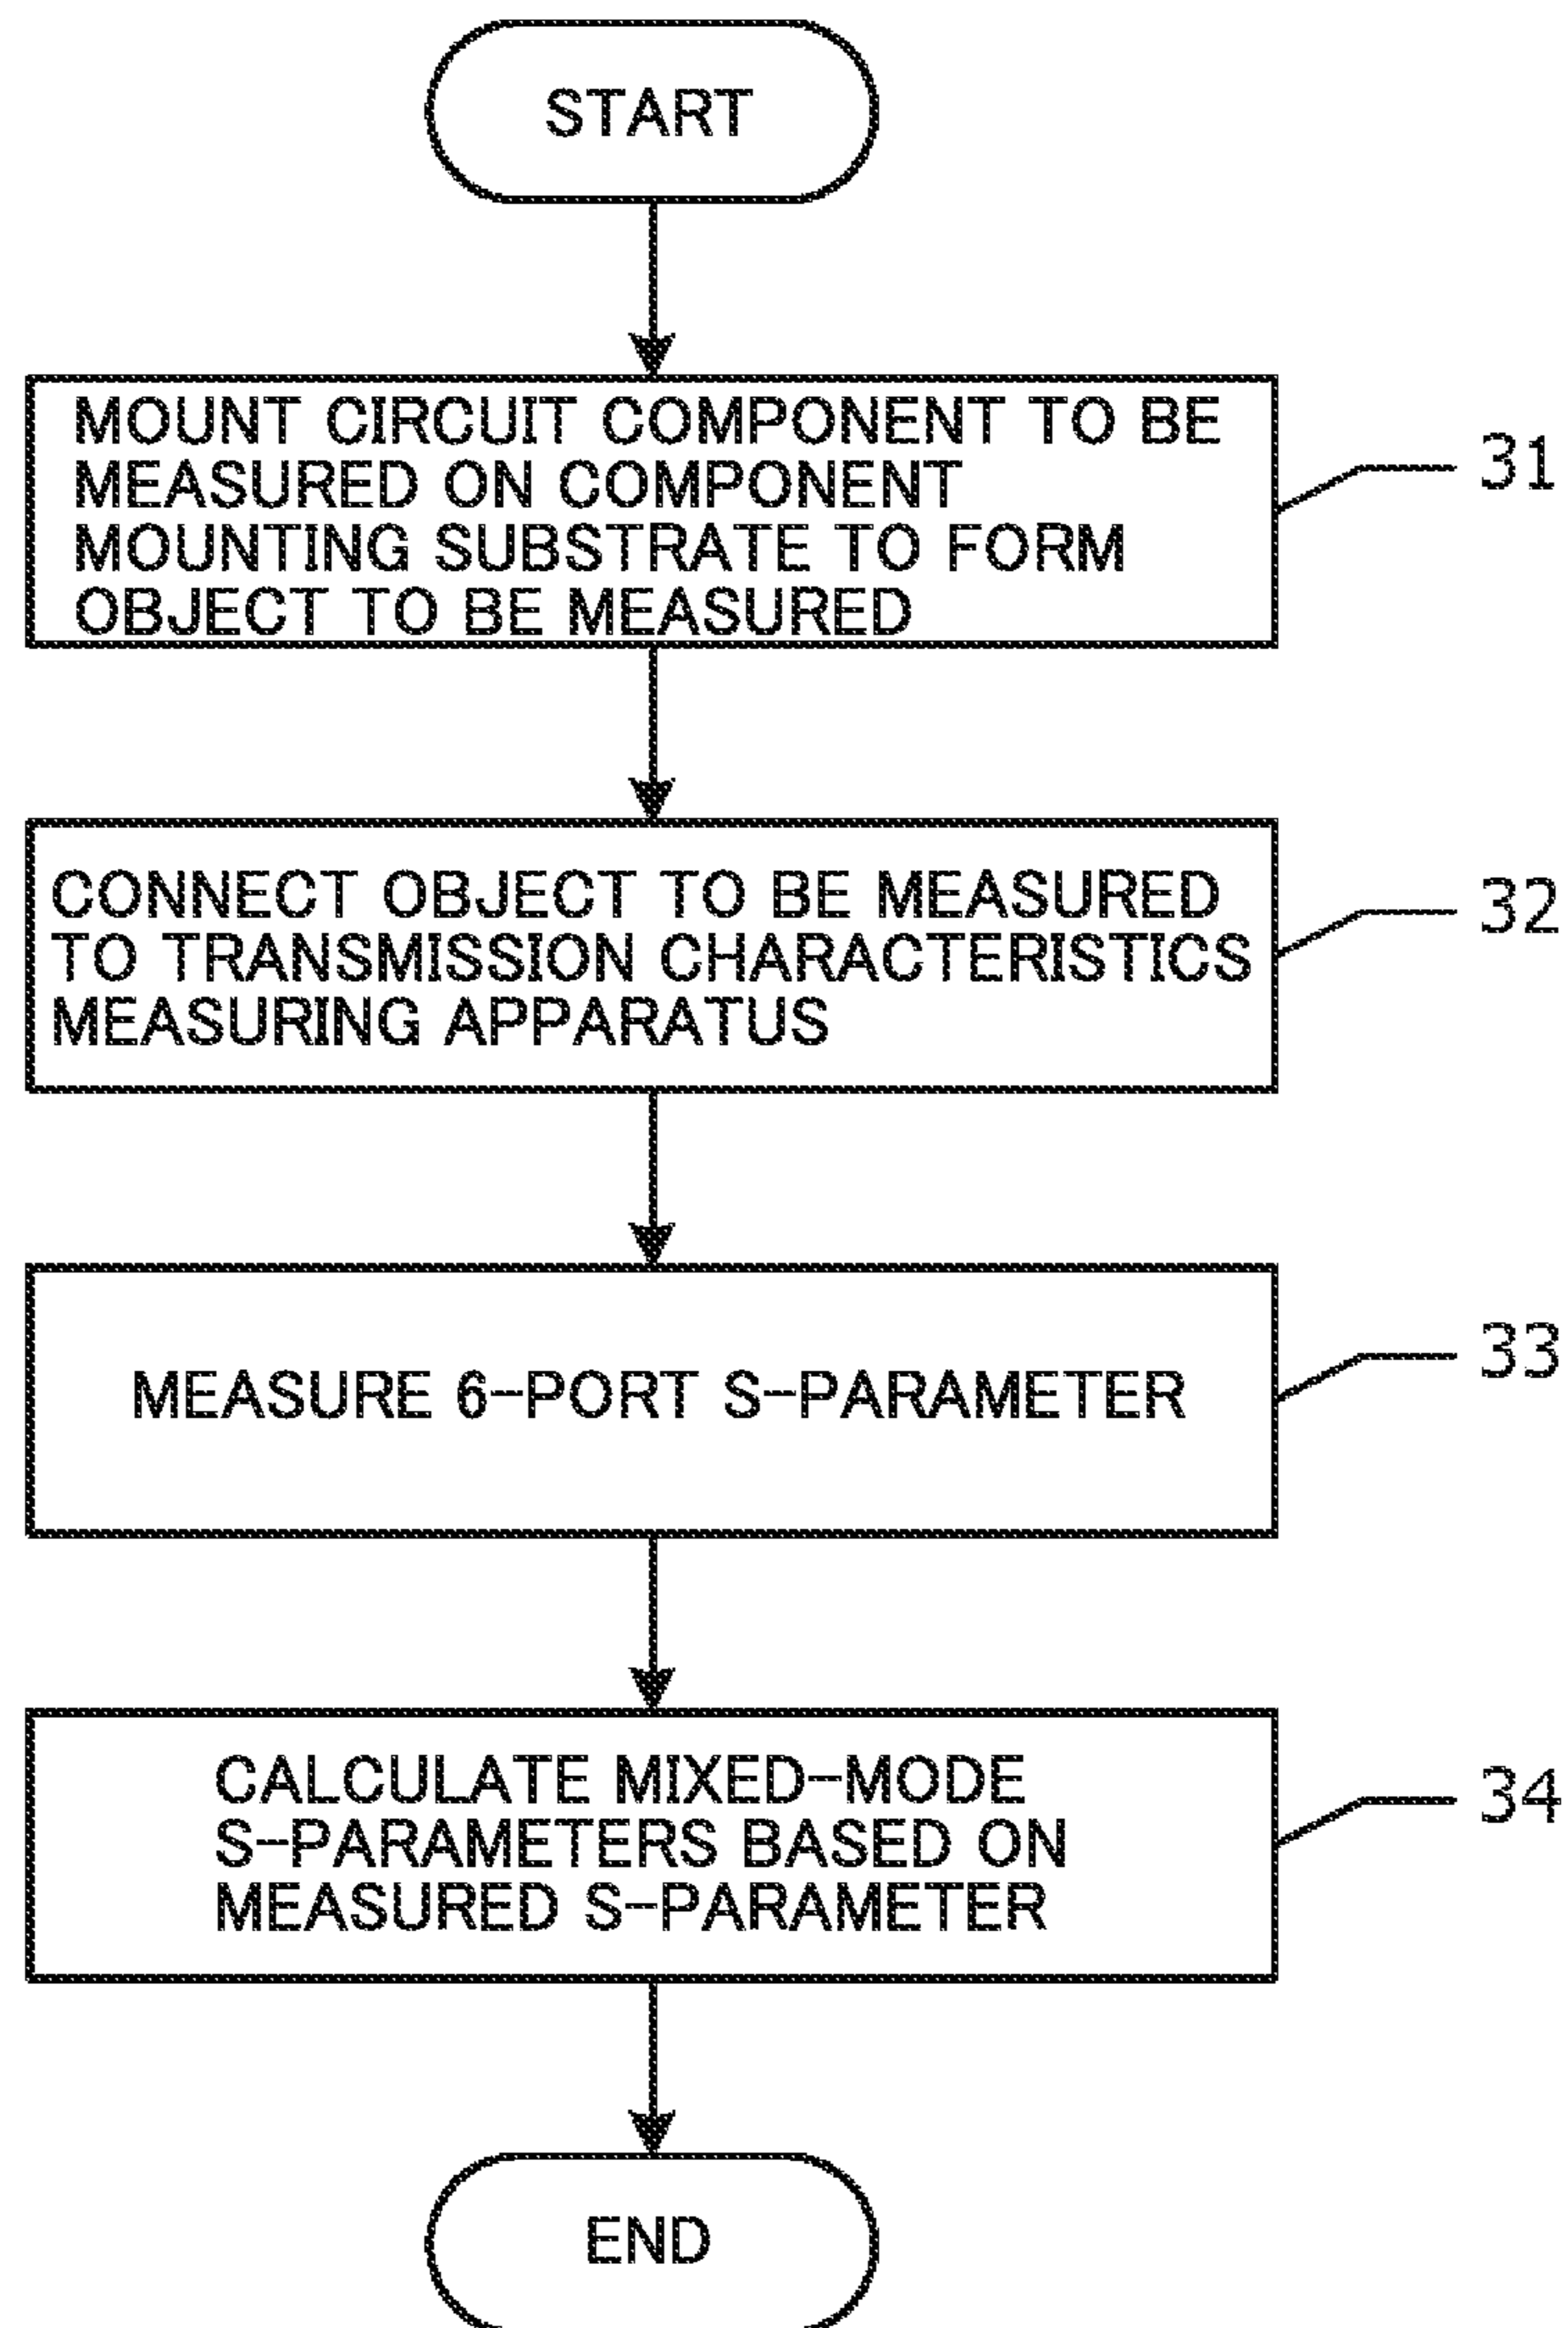 START
MOUNT CIRCUIT COMPONENT TO BE
MEASURED ON COMPONENT
MOUNTING SUBSTRATE TO FORM
OBJECT TO BE MEASURED
31
CONNECT OBJECT TO BE MEASURED
TO TRANSMISSION CHARACTERISTICS
MEASURING APPARATUS
32
MEASURE 6-PORT S-PARAMETER
33
CALCULATE MIXED-MODE
S-PARAMETERS BASED ON
MEASURED S-PARAMETER
34
END